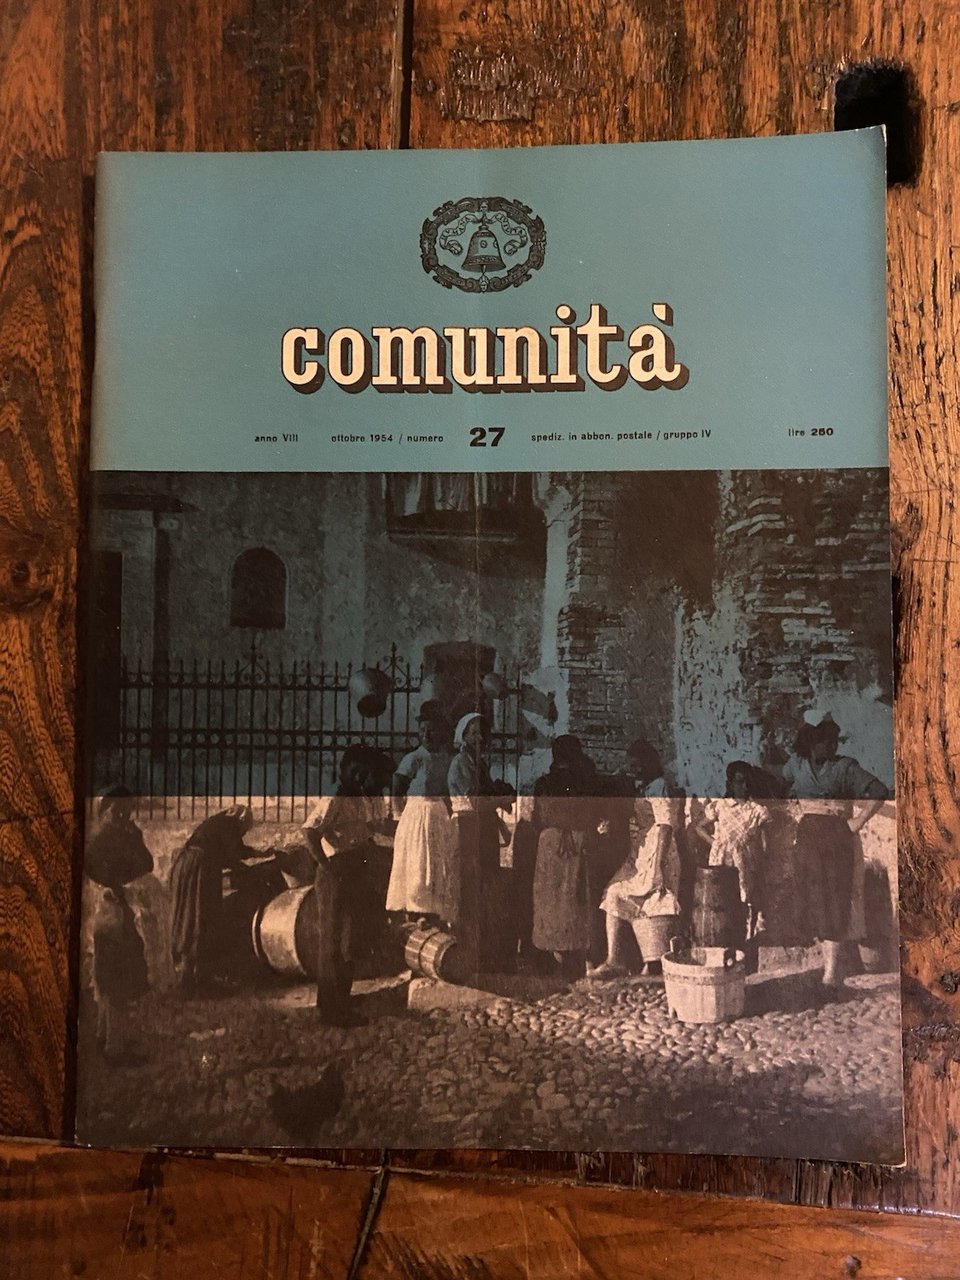 comunità
anno VIII ottobre 1954 / numero 27 spediz. in abbon. postale / gruppo IV lire 250